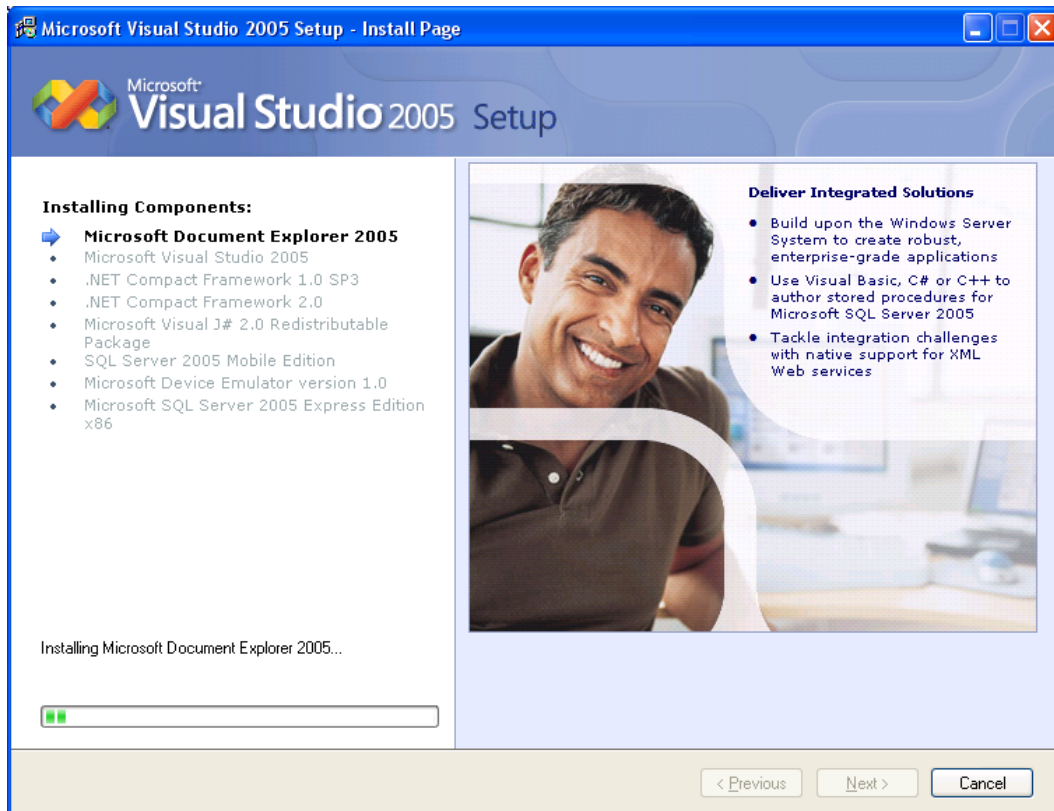 Microsoft Visual Studio 2005 Setup - Install Page
Microsoft
Visual Studio 2005 Setup
Installing Components:
Microsoft Document Explorer 2005
Microsoft Visual Studio 2005
.NET Compact Framework 1.0 SP3
.NET Compact Framework 2.0
Microsoft Visual J# 2.0 Redistributable
Package
SQL Server 2005 Mobile Edition
Microsoft Device Emulator version 1.0
Microsoft SQL Server 2005 Express Edition
x86
Installing Microsoft Document Explorer 2005...
Deliver Integrated Solutions
Build upon the Windows Server
System to create robust,
enterprise-grade applications
Use Visual Basic, C# or C++ to
author stored procedures for
Microsoft SQL Server 2005
Tackle integration challenges
with native support for XML
Web services
< Previous
Next >
Cancel